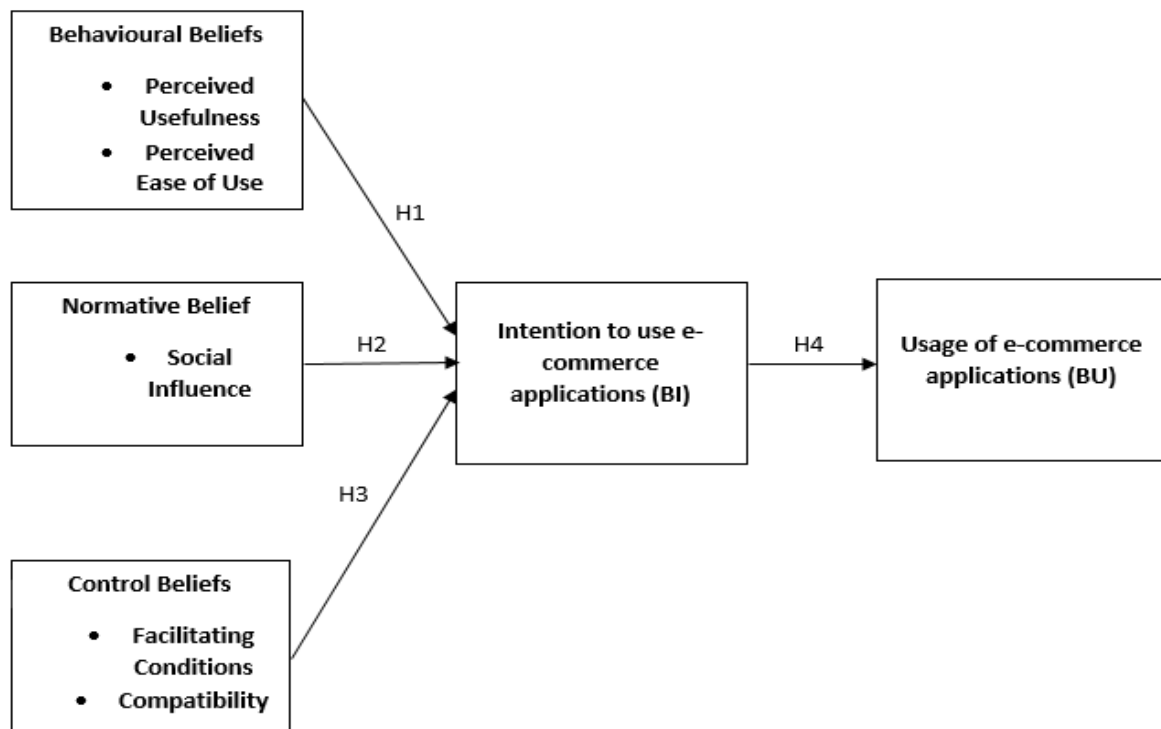 Behavioural Beliefs
• Perceived
Usefulness
• Perceived
Ease of Use
H1
Normative Belief
• Social
Influence
H2
Control Beliefs
• Facilitating
Conditions
• Compatibility
H3
Intention to use e-
commerce
applications (BI)
H4
Usage of e-commerce
applications (BU)